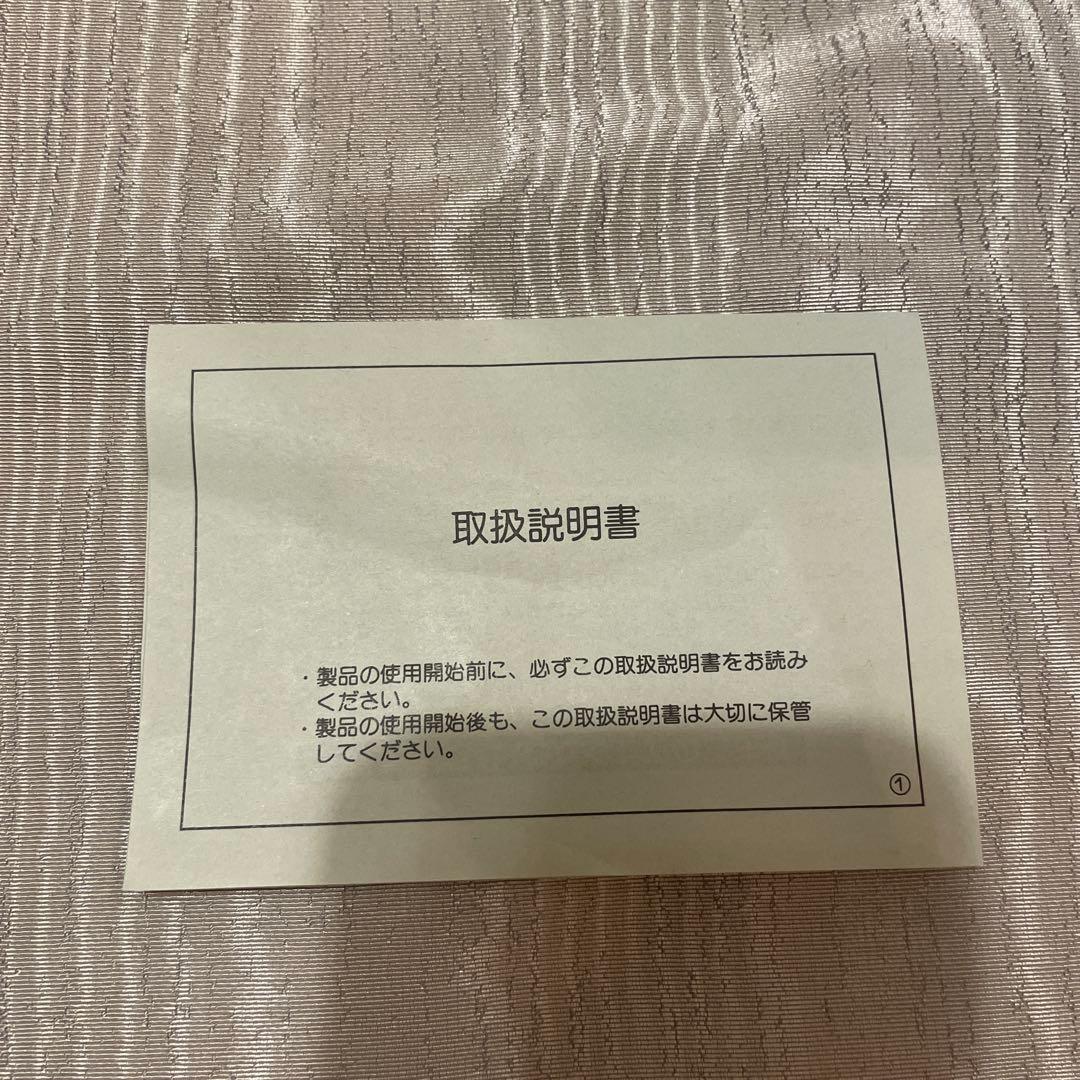 取扱説明書
・製品の使用開始前に、必ずこの取扱説明書をお読み
ください。
・製品の使用開始後も、この取扱説明書は大切に保管
してください。
①